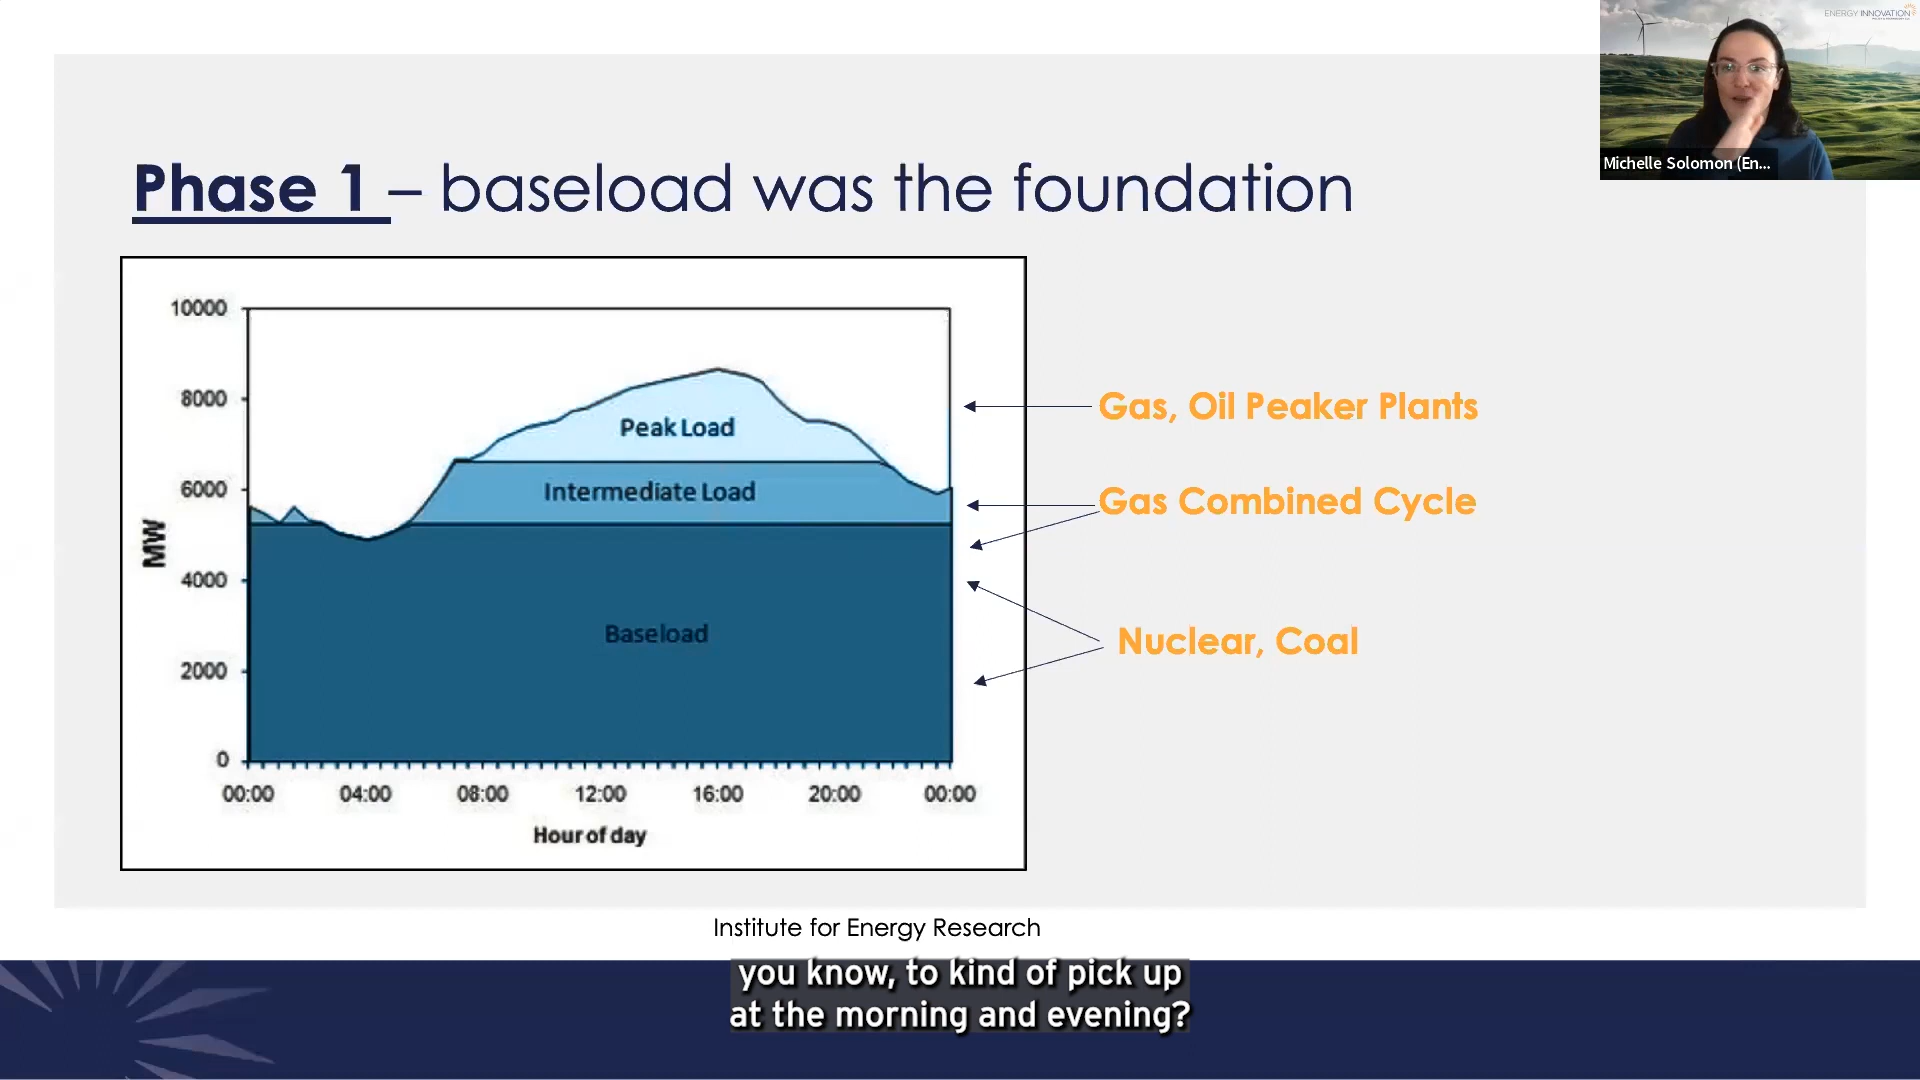 ENERGY INNOVATION
Michelle Solomon (En...
Phase 1 – baseload was the foundation
10000
8000
6000
4000
2000
0
MW
Peak Load
Intermediate Load
Baseload
00:00 04:00 08:00 12:00 16:00 20:00 00:00
Hour of day
Gas, Oil Peaker Plants
Gas Combined Cycle
Nuclear, Coal
Institute for Energy Research
you know, to kind of pick up
at the morning and evening?